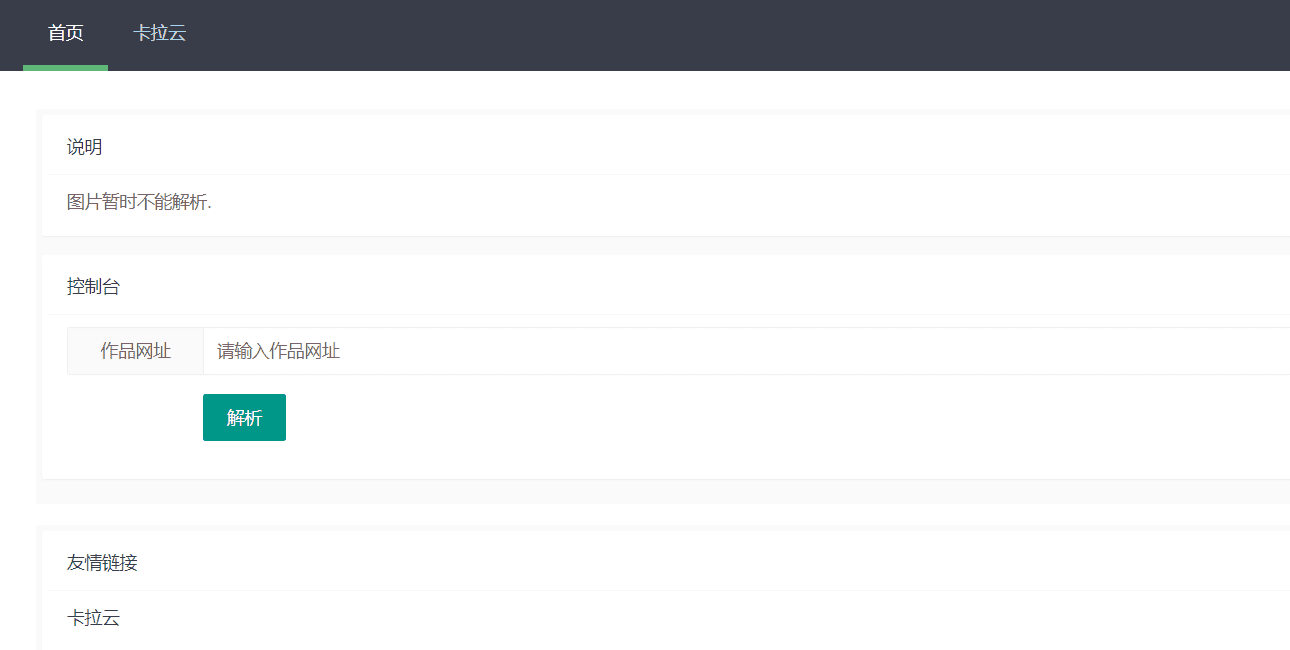 首页 卡拉云
说明
图片暂时不能解析.
控制台
作品网址 请输入作品网址
解析
友情链接
卡拉云